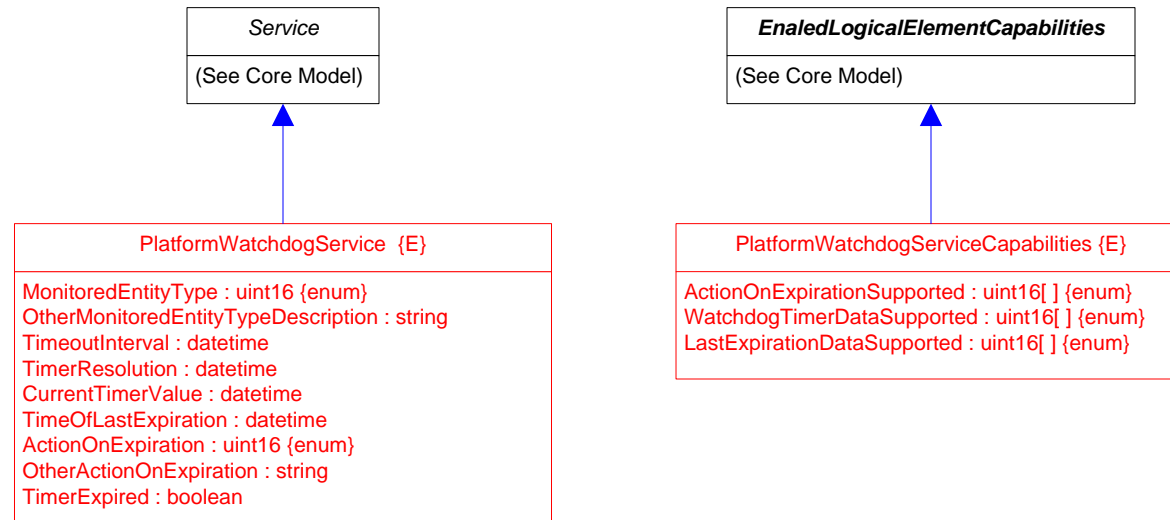 Service
(See Core Model)
EnaledLogicalElementCapabilities
(See Core Model)
PlatformWatchdogService {E}
MonitoredEntityType : uint16 {enum}
OtherMonitoredEntityTypeDescription : string
TimeoutInterval : datetime
TimerResolution : datetime
CurrentTimerValue : datetime
TimeOfLastExpiration : datetime
ActionOnExpiration : uint16 {enum}
OtherActionOnExpiration : string
TimerExpired : boolean
PlatformWatchdogServiceCapabilities {E}
ActionOnExpirationSupported : uint16[ ] {enum}
WatchdogTimerDataSupported : uint16[ ] {enum}
LastExpirationDataSupported : uint16[ ] {enum}